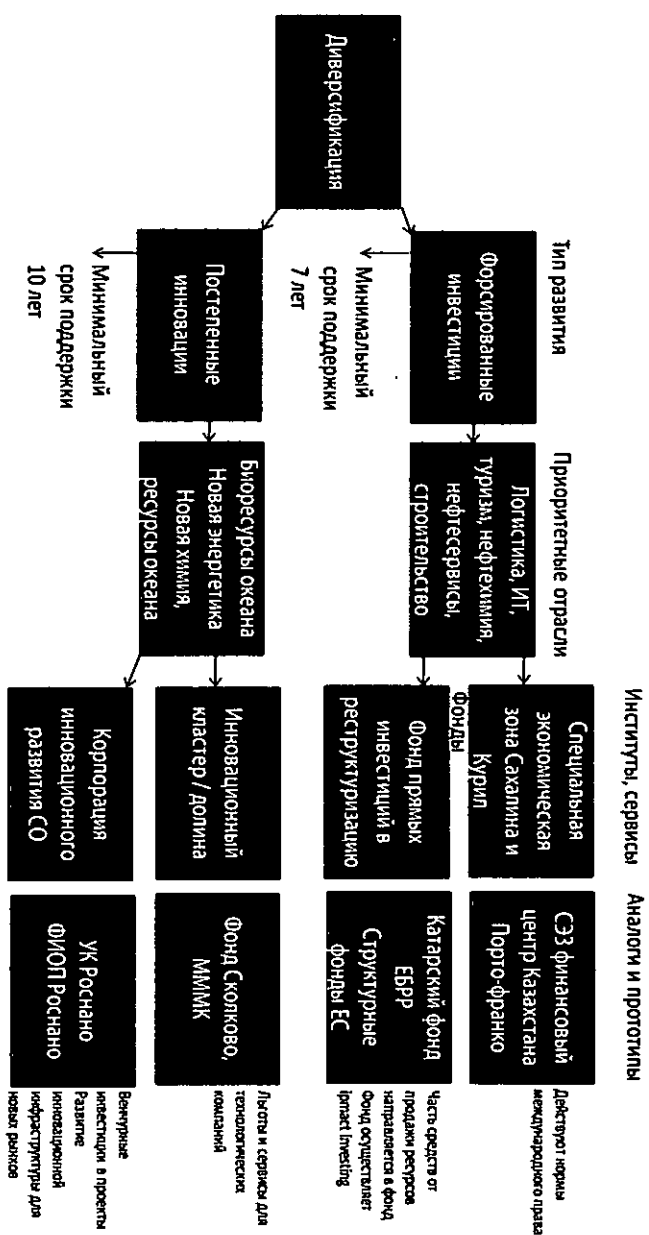 Тип развития
Приоритетные отрасли
Институты, сервисы
Аналоги и прототипы
Диверсификация
Форсированные
инвестиции
Минимальный
срок поддержки
7 лет
Логистика, ИТ,
туризм, нефтехимия,
нефтесервисы,
строительство
Специальная
экономическая
зона Сахалина и
Курил
СЭЗ финансовый
центр Казахстана
Порто-франко
Действуют нормы
международного права
Фонды
Фонд прямых
инвестиций в
реструктуризацию
Катарский фонд
ЕБРР
Структурные
фонды ЕС
Часть средств от
продажи ресурсов
направляется в фонд
Фонд осуществляет
ipmact Investing
Постепенные
инновации
Минимальный
срок поддержки
10 лет
Биоресурсы океана
Новая энергетика
Новая химия,
ресурсы океана
Инновационный
кластер / долина
Фонд Сколково,
МММК
Льготы и сервисы для
технологических
компаний
Корпорация
инновационного
развития СО
УК Роснано
ФИОП Роснано
Венчурные
инвестиции в проекты
Развитие
инновационной
инфраструктуры для
новых рынков